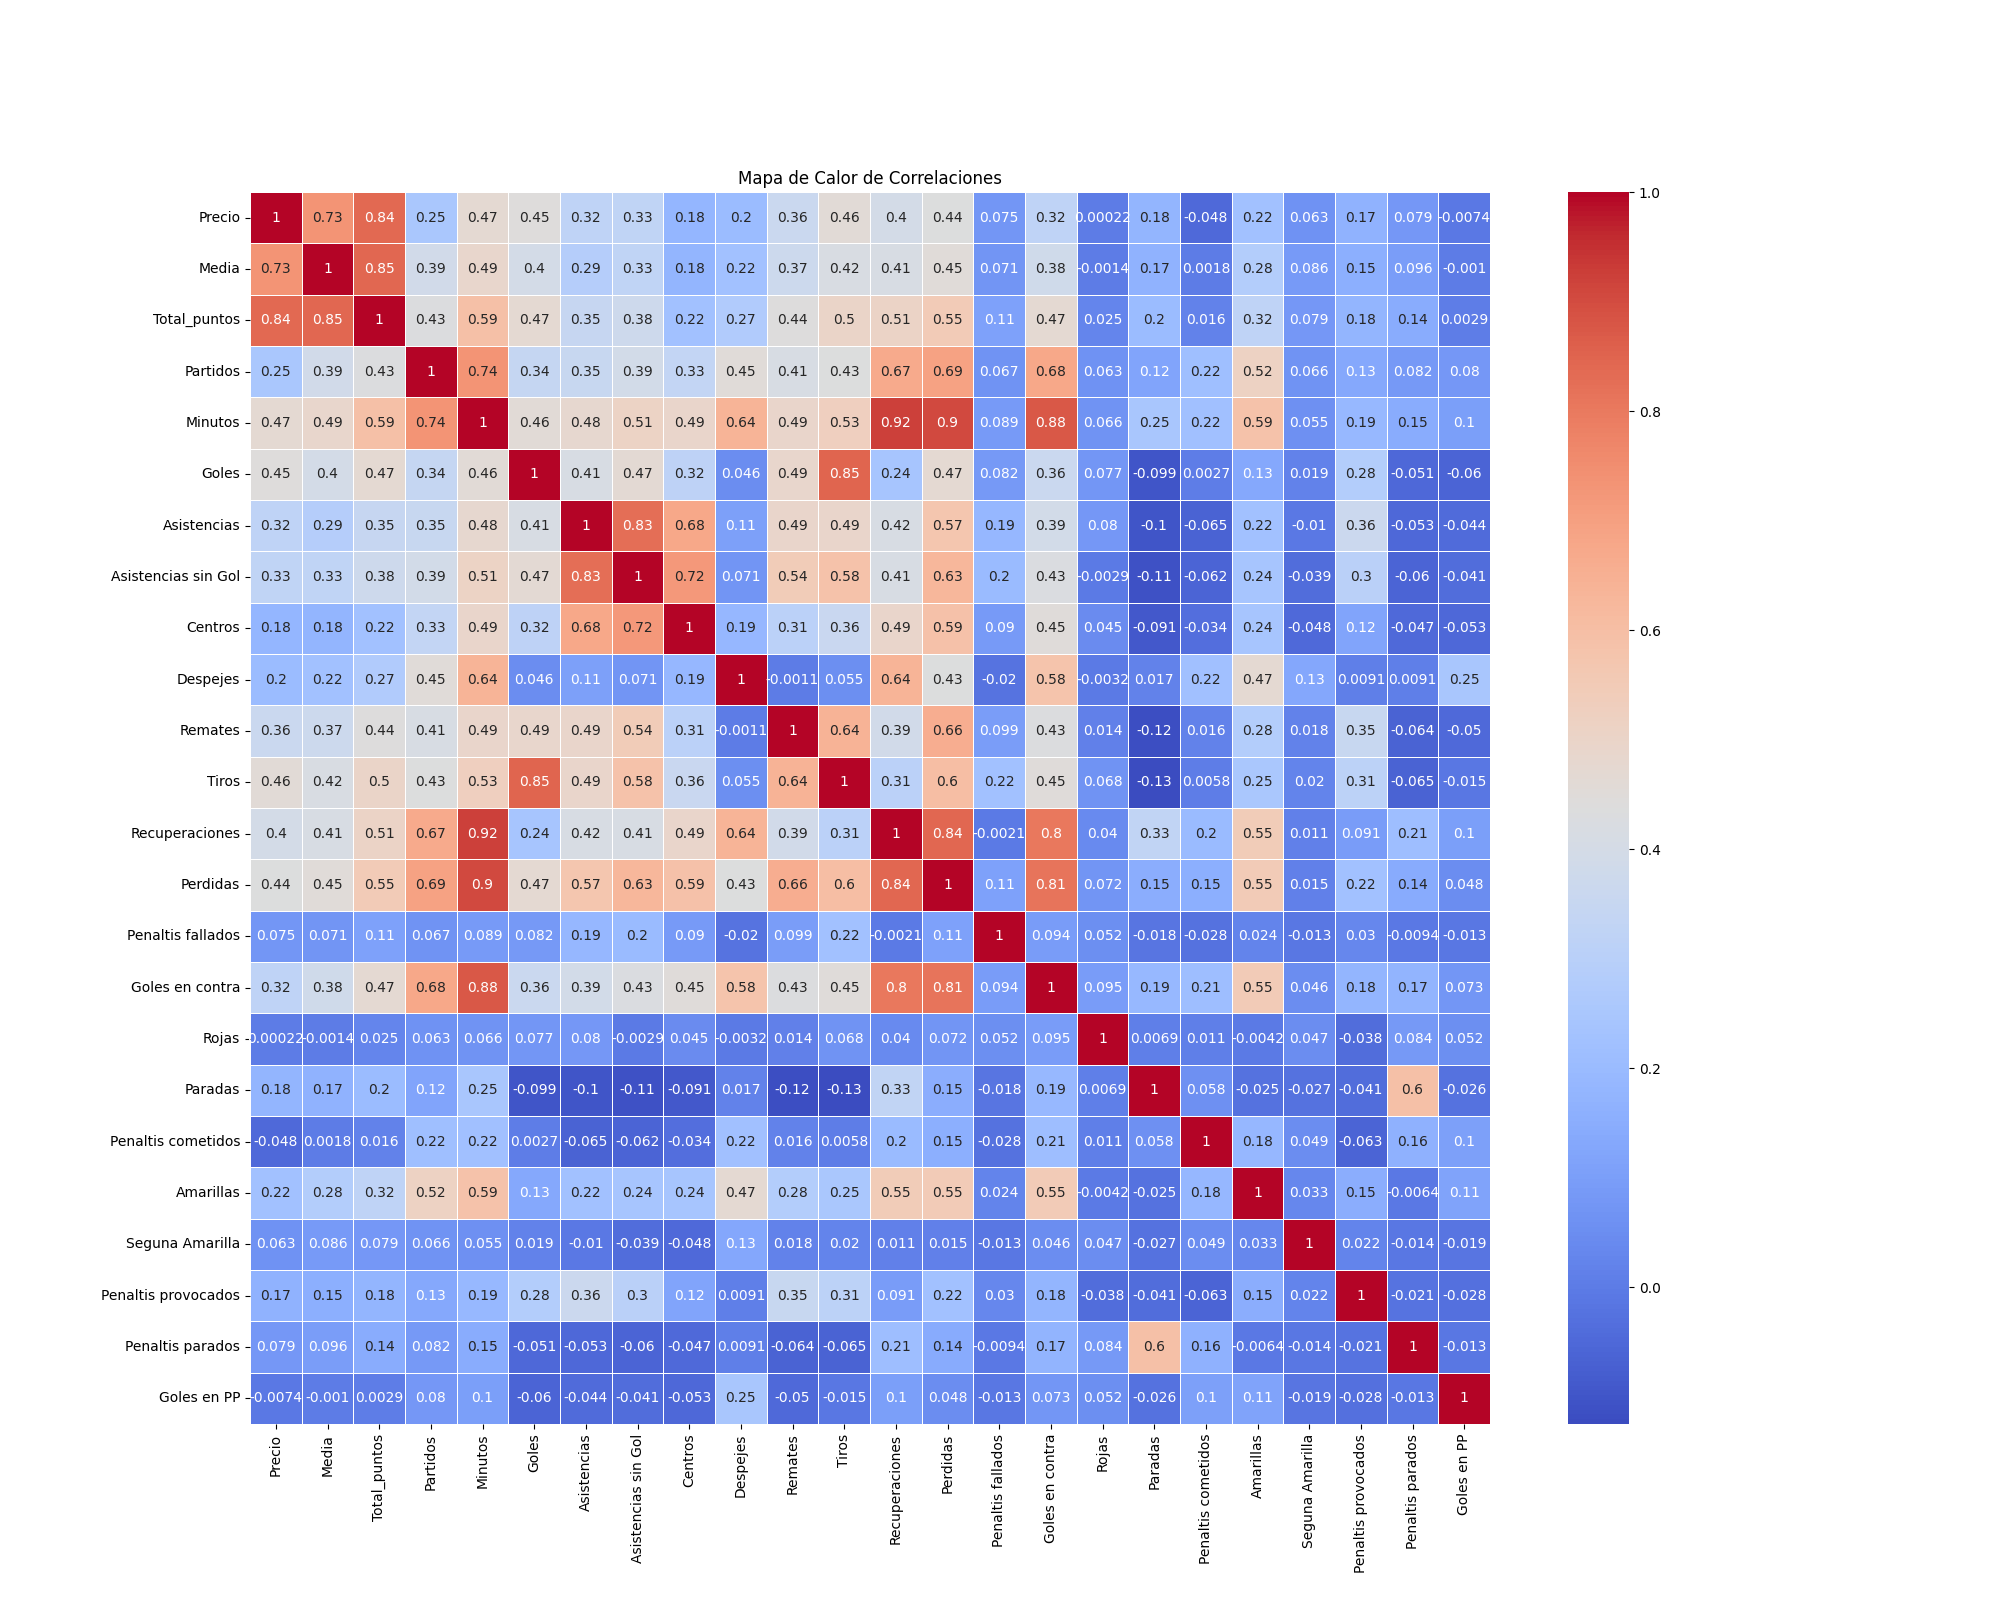 Mapa de Calor de Correlaciones
Precio 1 0.73 0.84 0.25 0.47 0.45 0.32 0.33 0.18 0.2 0.36 0.46 0.4 0.44 0.075 0.32 0.00022 0.18 -0.048 0.22 0.063 0.17 0.079 -0.0074
Media 0.73 1 0.85 0.39 0.49 0.4 0.29 0.33 0.18 0.22 0.37 0.42 0.41 0.45 0.071 0.38 -0.0014 0.17 0.0018 0.28 0.086 0.15 0.096 -0.001
Total_puntos 0.84 0.85 1 0.43 0.59 0.47 0.35 0.38 0.22 0.27 0.44 0.5 0.51 0.55 0.11 0.47 0.025 0.2 0.016 0.32 0.079 0.18 0.14 0.0029
Partidos 0.25 0.39 0.43 1 0.74 0.34 0.35 0.39 0.33 0.45 0.41 0.43 0.67 0.69 0.067 0.68 0.063 0.12 0.22 0.52 0.066 0.13 0.082 0.08
Minutos 0.47 0.49 0.59 0.74 1 0.46 0.48 0.51 0.49 0.64 0.49 0.53 0.92 0.9 0.089 0.88 0.066 0.25 0.22 0.59 0.055 0.19 0.15 0.1
Goles 0.45 0.4 0.47 0.34 0.46 1 0.41 0.47 0.32 0.046 0.49 0.85 0.24 0.47 0.082 0.36 0.077 -0.099 0.0027 0.13 0.019 0.28 -0.051 -0.06
Asistencias 0.32 0.29 0.35 0.35 0.48 0.41 1 0.83 0.68 0.11 0.49 0.49 0.42 0.57 0.19 0.39 0.08 -0.1 -0.065 0.22 -0.01 0.36 -0.053 -0.044
Asistencias sin Gol 0.33 0.33 0.38 0.39 0.51 0.47 0.83 1 0.72 0.071 0.54 0.58 0.41 0.63 0.2 0.43 -0.0029 -0.11 -0.062 0.24 -0.039 0.3 -0.06 -0.041
Centros 0.18 0.18 0.22 0.33 0.49 0.32 0.68 0.72 1 0.19 0.31 0.36 0.49 0.59 0.09 0.45 0.045 -0.091 -0.034 0.24 -0.048 0.12 -0.047 -0.053
Despejes 0.2 0.22 0.27 0.45 0.64 0.046 0.11 0.071 0.19 1 -0.0011 0.055 0.64 0.43 -0.02 0.58 -0.0032 0.017 0.22 0.47 0.13 0.0091 0.0091 0.25
Remates 0.36 0.37 0.44 0.41 0.49 0.49 0.49 0.54 0.31 -0.0011 1 0.64 0.39 0.66 0.099 0.43 0.014 -0.12 0.016 0.28 0.018 0.35 -0.064 -0.05
Tiros 0.46 0.42 0.5 0.43 0.53 0.85 0.49 0.58 0.36 0.055 0.64 1 0.31 0.6 0.22 0.45 0.068 -0.13 0.0058 0.25 0.02 0.31 -0.065 -0.015
Recuperaciones 0.4 0.41 0.51 0.67 0.92 0.24 0.42 0.41 0.49 0.64 0.39 0.31 1 0.84 -0.0021 0.8 0.04 0.33 0.2 0.55 0.011 0.091 0.21 0.1
Perdidas 0.44 0.45 0.55 0.69 0.9 0.47 0.57 0.63 0.59 0.43 0.66 0.6 0.84 1 0.11 0.81 0.072 0.15 0.15 0.55 0.015 0.22 0.14 0.048
Penaltis fallados 0.075 0.071 0.11 0.067 0.089 0.082 0.19 0.2 0.09 -0.02 0.099 0.22 -0.0021 0.11 1 0.094 0.052 -0.018 -0.028 0.024 -0.013 0.03 -0.0094 -0.013
Goles en contra 0.32 0.38 0.47 0.68 0.88 0.36 0.39 0.43 0.45 0.58 0.43 0.45 0.8 0.81 0.094 1 0.095 0.19 0.21 0.55 0.046 0.18 0.17 0.073
Rojas 0.00022 -0.0014 0.025 0.063 0.066 0.077 0.08 -0.0029 0.045 -0.0032 0.014 0.068 0.04 0.072 0.052 0.095 1 0.0069 0.011 -0.0042 0.047 -0.038 0.084 0.052
Paradas 0.18 0.17 0.2 0.12 0.25 -0.099 -0.1 -0.11 -0.091 0.017 -0.12 -0.13 0.33 0.15 -0.018 0.19 0.0069 1 0.058 -0.025 -0.027 -0.041 0.6 -0.026
Penaltis cometidos -0.048 0.0018 0.016 0.22 0.22 0.0027 -0.065 -0.062 -0.034 0.22 0.016 0.0058 0.2 0.15 -0.028 0.21 0.011 0.058 1 0.18 0.049 -0.063 0.16 0.1
Amarillas 0.22 0.28 0.32 0.52 0.59 0.13 0.22 0.24 0.24 0.47 0.28 0.25 0.55 0.55 0.024 0.55 -0.0042 -0.025 0.18 1 0.033 0.15 -0.0064 0.11
Seguna Amarilla 0.063 0.086 0.079 0.066 0.055 0.019 -0.01 -0.039 -0.048 0.13 0.018 0.02 0.011 0.015 -0.013 0.046 0.047 -0.027 0.049 0.033 1 0.022 -0.014 -0.019
Penaltis provocados 0.17 0.15 0.18 0.13 0.19 0.28 0.36 0.3 0.12 0.0091 0.35 0.31 0.091 0.22 0.03 0.18 -0.038 -0.041 -0.063 0.15 0.022 1 -0.021 -0.028
Penaltis parados 0.079 0.096 0.14 0.082 0.15 -0.051 -0.053 -0.06 -0.047 0.0091 -0.064 -0.065 0.21 0.14 -0.0094 0.17 0.084 0.6 0.16 -0.0064 -0.014 -0.021 1 -0.013
Goles en PP -0.0074 -0.001 0.0029 0.08 0.1 -0.06 -0.044 -0.041 -0.053 0.25 -0.05 -0.015 0.1 0.048 -0.013 0.073 0.052 -0.026 0.1 0.11 -0.019 -0.028 -0.013 1
Precio
Media
Total_puntos
Partidos
Minutos
Goles
Asistencias
Asistencias sin Gol
Centros
Despejes
Remates
Tiros
Recuperaciones
Perdidas
Penaltis fallados
Goles en contra
Rojas
Paradas
Penaltis cometidos
Amarillas
Seguna Amarilla
Penaltis provocados
Penaltis parados
Goles en PP
1.0
0.8
0.6
0.4
0.2
0.0